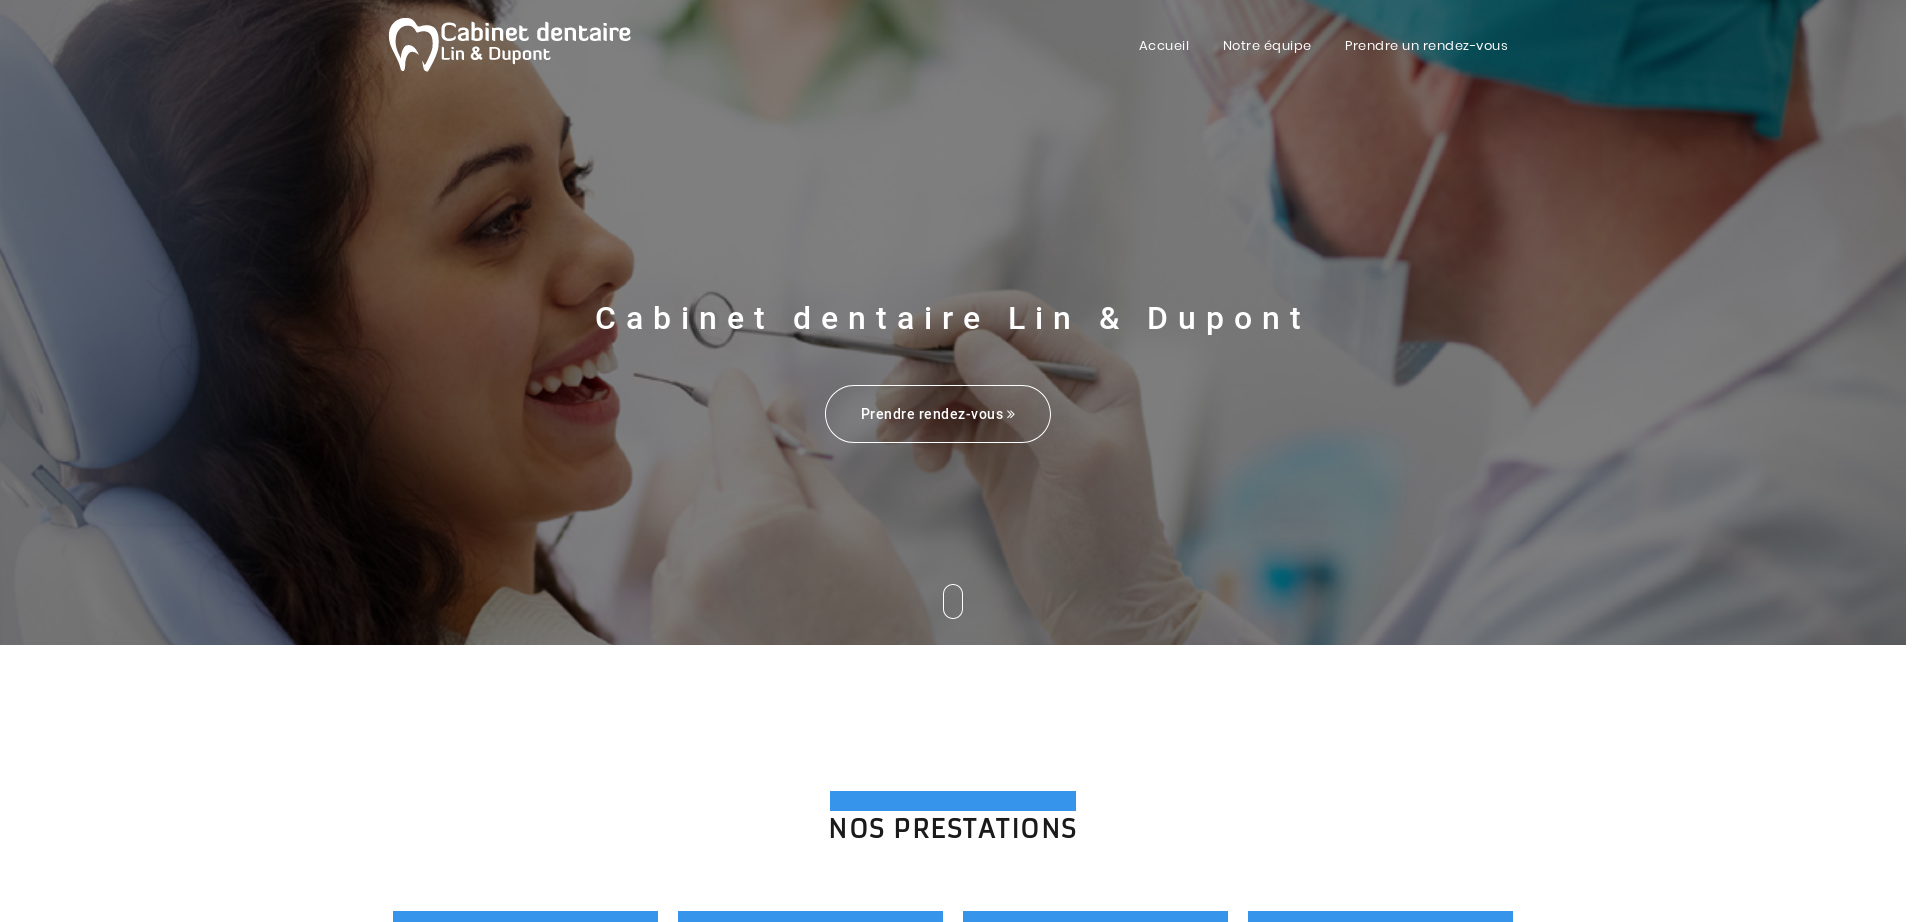 Cabinet dentaire
Lin & Dupont
Accueil
Notre équipe
Prendre un rendez-vous
Cabinet dentaire Lin & Dupont
Prendre rendez-vous »
NOS PRESTATIONS